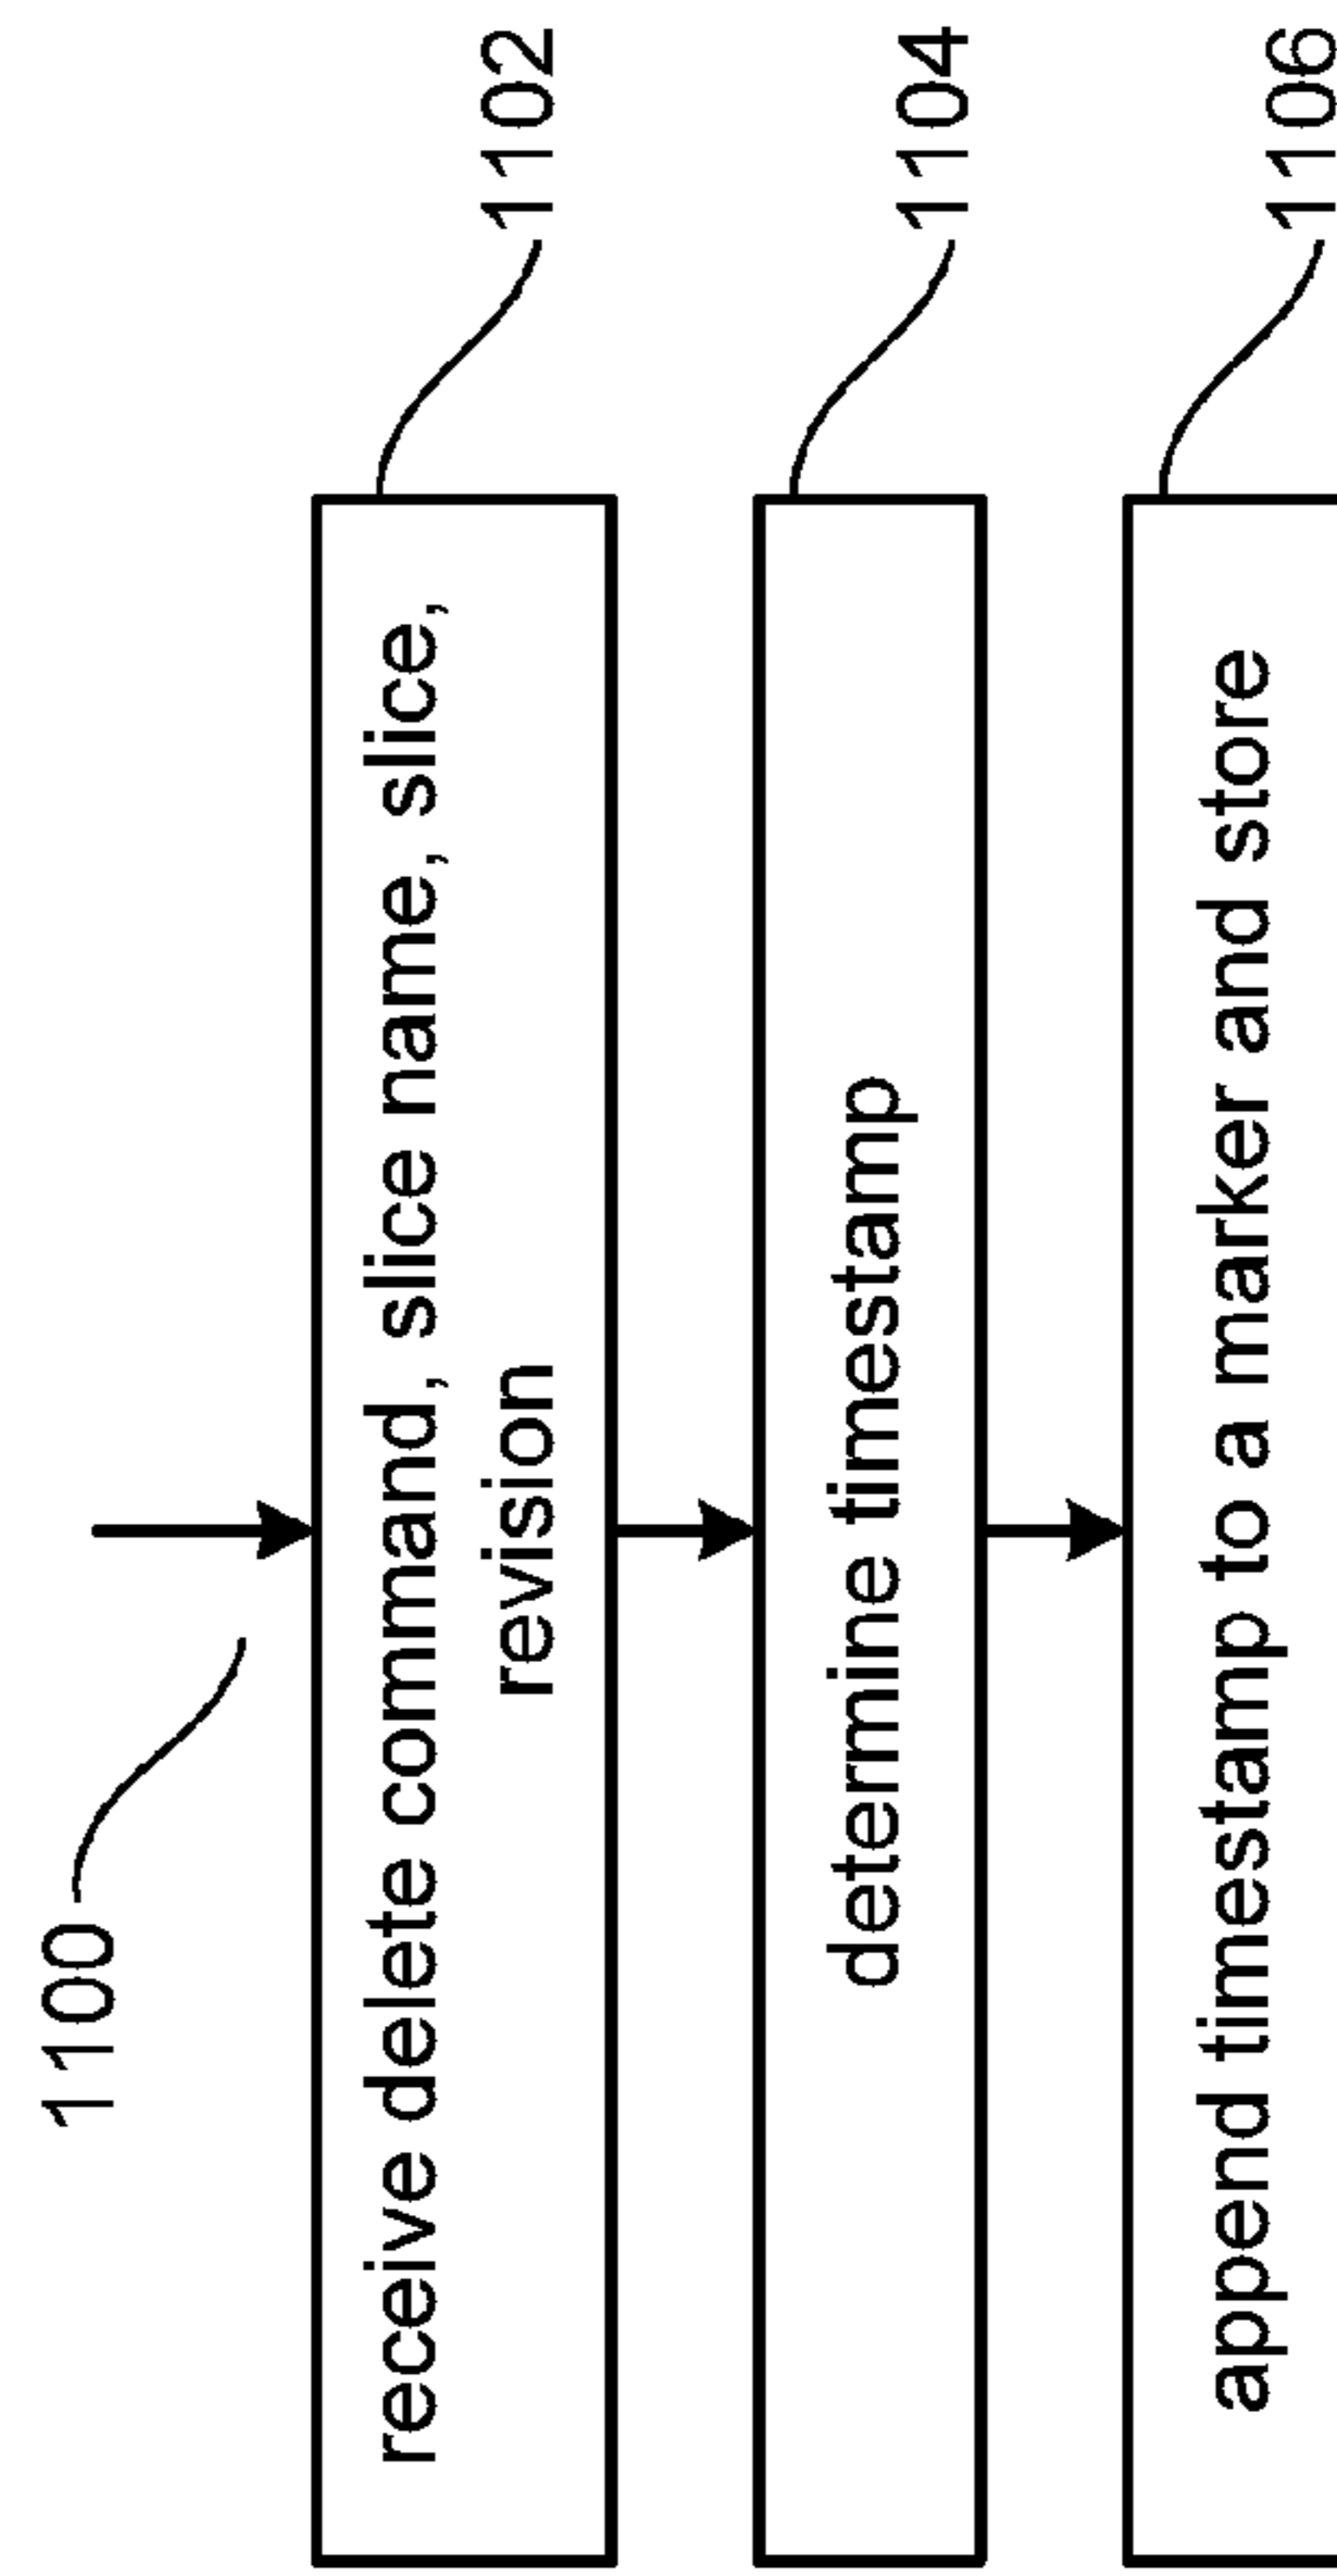 1100
receive delete command, slice name, slice,
revision
1102
determine timestamp
1104
append timestamp to a marker and store
1106